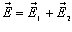 E⃗ = E⃗₁ + E⃗₂